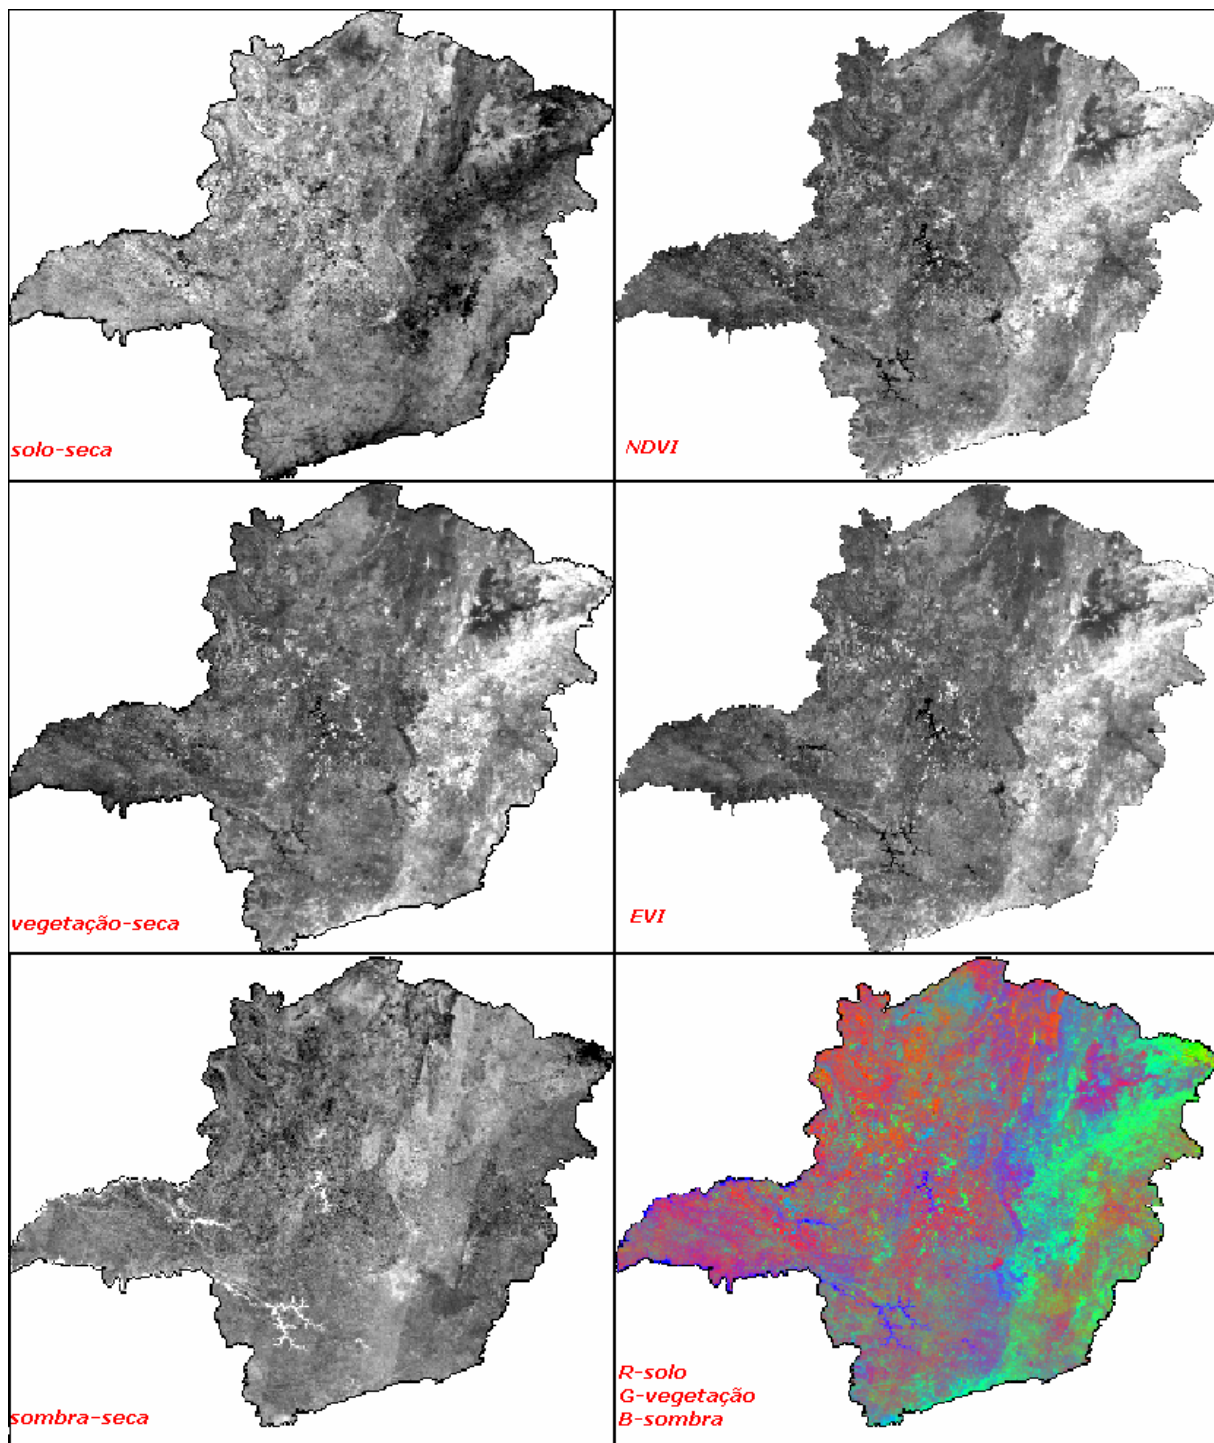 solo-seca
NDVI
vegetação-seca
EVI
sombra-seca
R-solo
G-vegetação
B-sombra